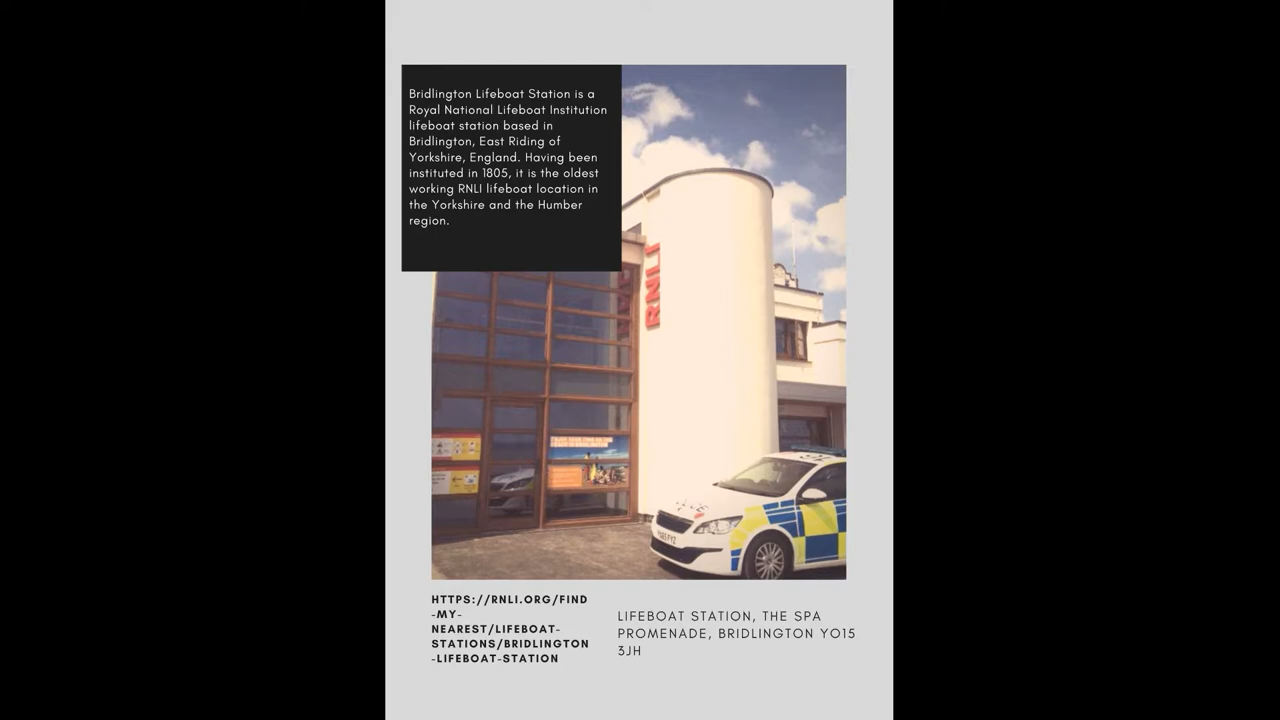 Bridlington Lifeboat Station is a
Royal National Lifeboat Institution
lifeboat station based in
Bridlington, East Riding of
Yorkshire, England. Having been
instituted in 1805, it is the oldest
working RNLI lifeboat location in
the Yorkshire and the Humber
region.
RNLI
HTTPS://RNLI.ORG/FIND
-MY-
NEAREST/LIFEBOAT-
STATIONS/BRIDLINGTON
-LIFEBOAT-STATION
LIFEBOAT STATION, THE SPA
PROMENADE, BRIDLINGTON YO15
3JH